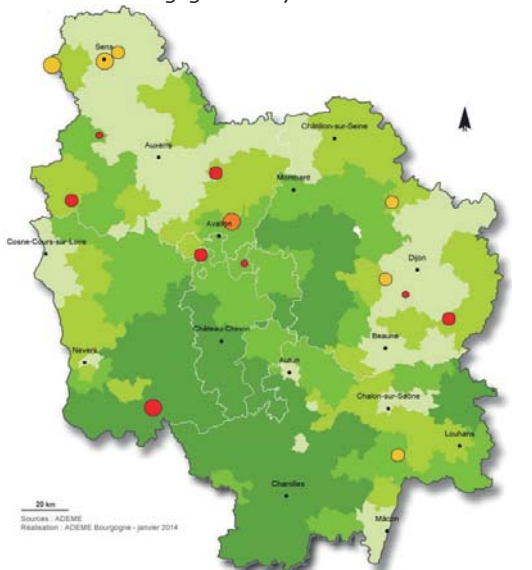 Sens
Châtillon-sur-Seine
Auxerre
Montbard
Avallon
Cosne-Cours-sur-Loire
Dijon
Château-Chinon
Beaune
Nevers
Autun
Chalon-sur-Saône
Louhans
Charolles
Mâcon
20 km
Sources : ADEME
Réalisation : ADEME Bourgogne - janvier 2014